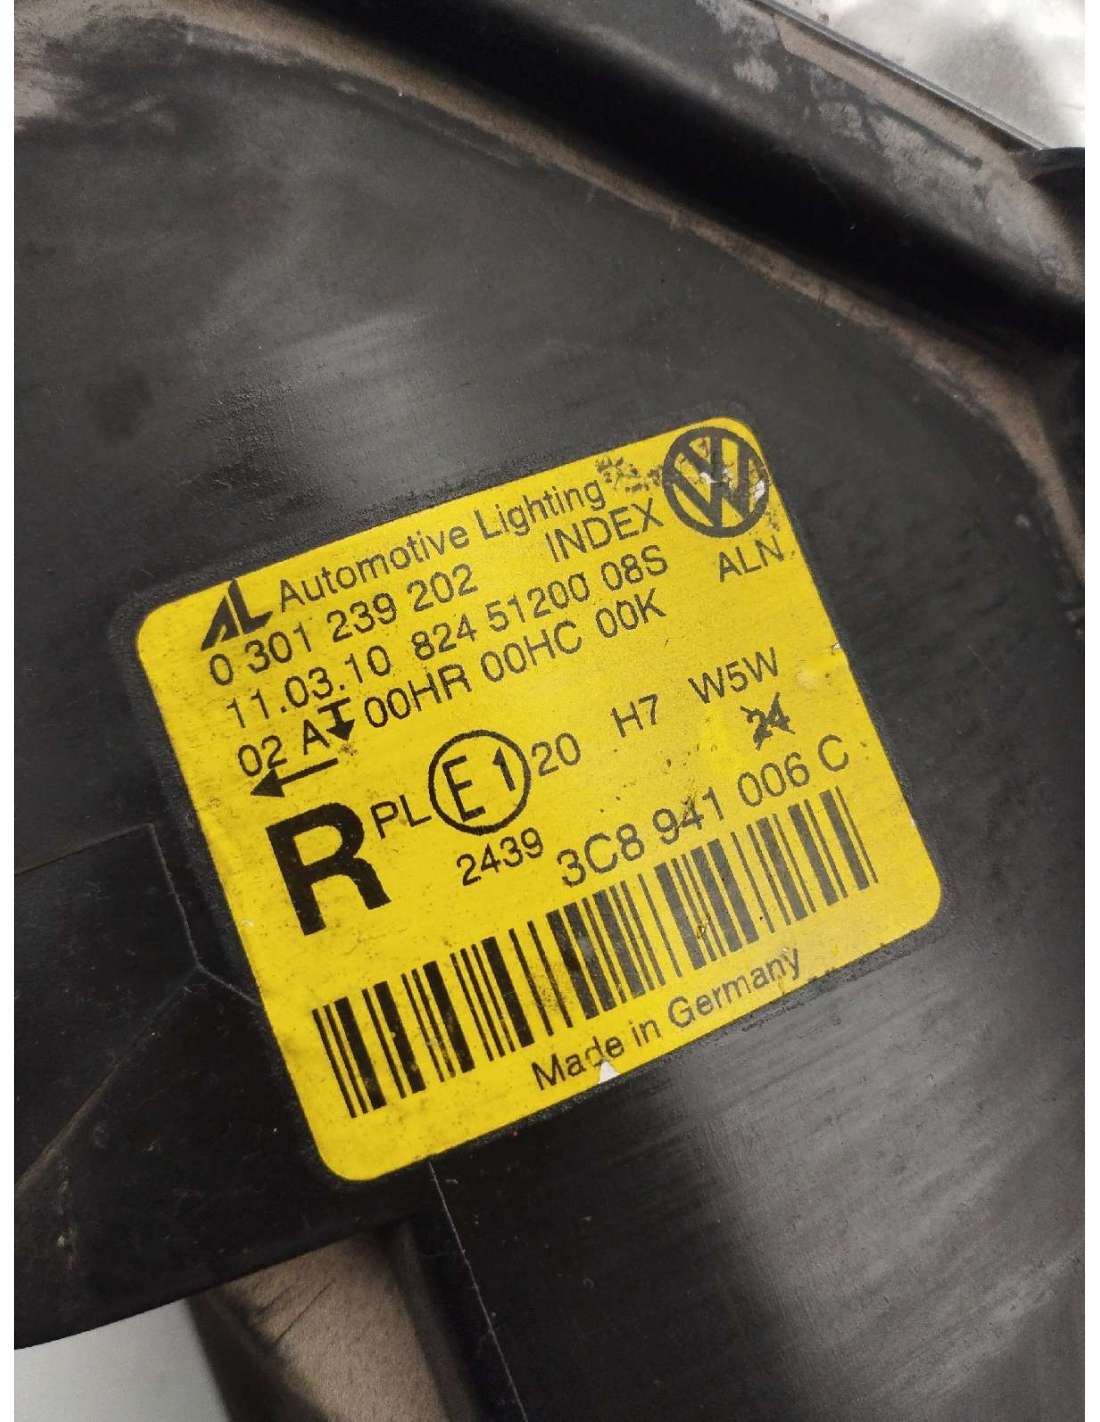 AL Automotive Lighting
0 301 239 202 INDEX
11.03.10 824 51200 08S ALN
02 A 00HR 00HC 00K
R PL E1 20 H7 W5W
2439 24
3C8 941 006 C
Made in Germany